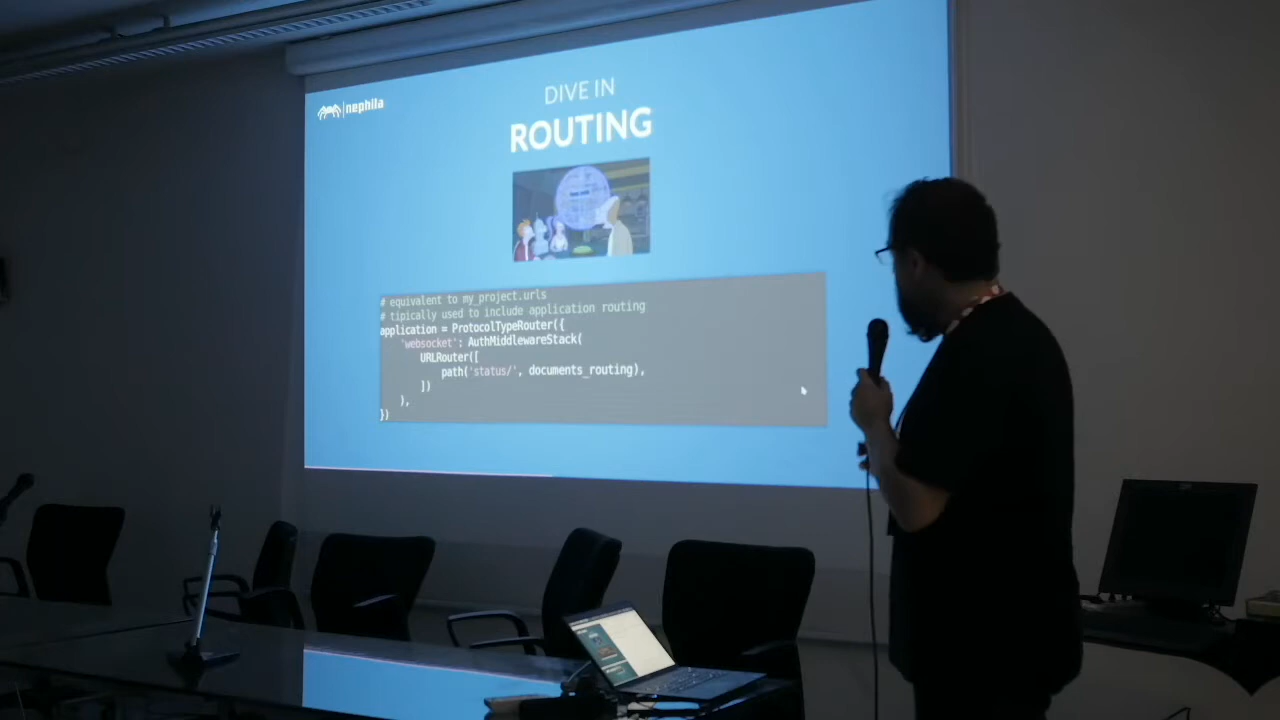 nephila
DIVE IN
ROUTING
# equivalent to my_project.urls
# tipically used to include application routing
application = ProtocolTypeRouter({
    'websocket': AuthMiddlewareStack(
        URLRouter([
            path('status/', documents_routing),
        ])
    ),
})